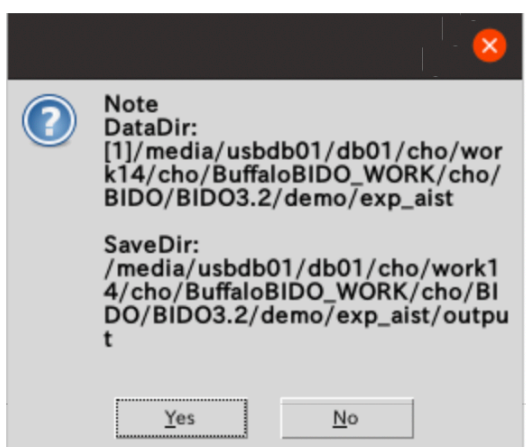 Note
DataDir:
[1]/media/usbdb01/db01/cho/wor
k14/cho/BuffaloBIDO_WORK/cho/
BIDO/BIDO3.2/demo/exp_aist
SaveDir:
/media/usbdb01/db01/cho/work1
4/cho/BuffaloBIDO_WORK/cho/BI
DO/BIDO3.2/demo/exp_aist/outpu
t
Yes No